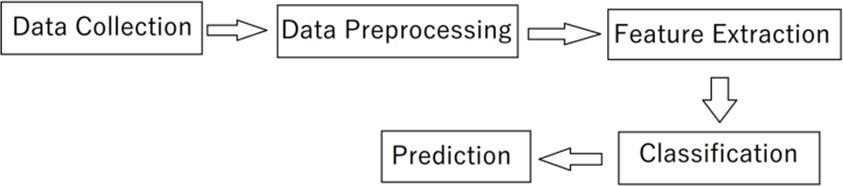 Data Collection
Data Preprocessing
Feature Extraction
Classification
Prediction